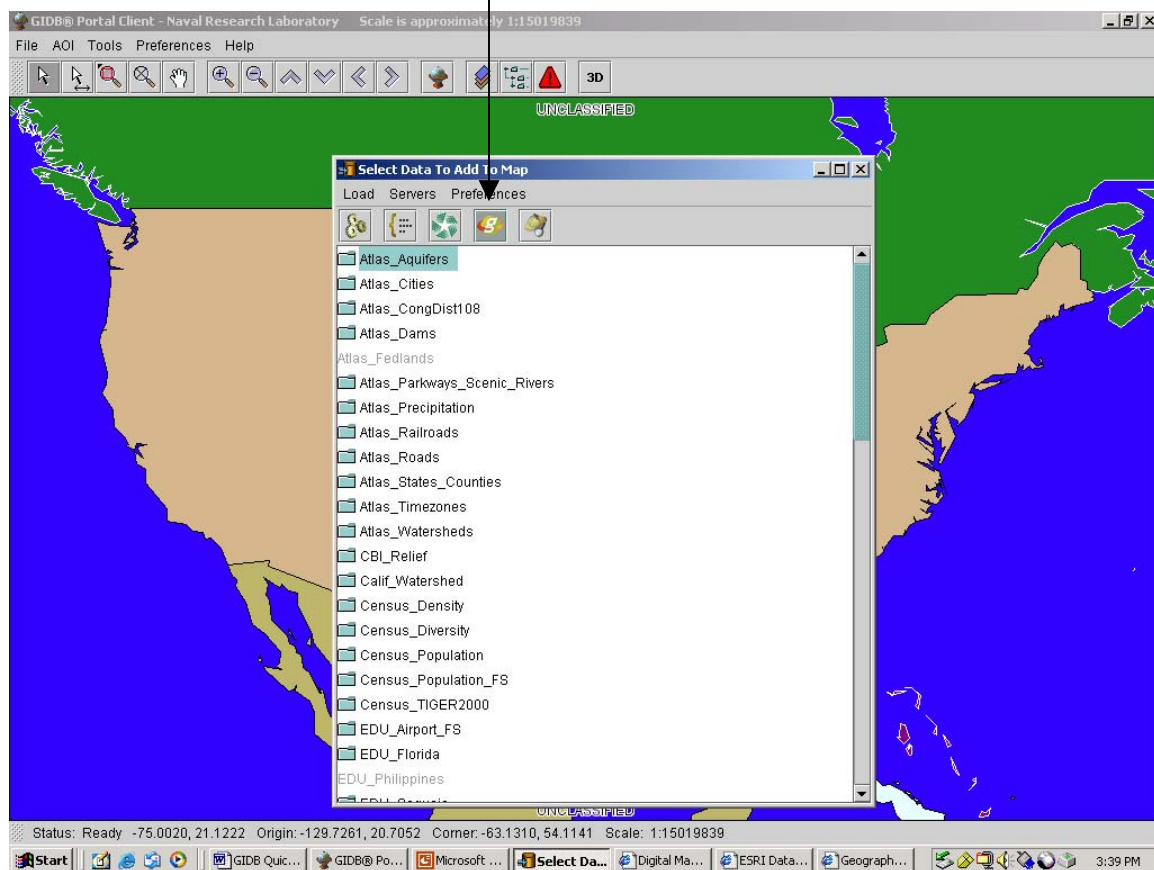 GIDB® Portal Client - Naval Research Laboratory Scale is approximately 1:15019839
File AOI Tools Preferences Help
3D
UNCLASSIFIED
Select Data To Add To Map
Load Servers Preferences
Atlas_Aquifers
Atlas_Cities
Atlas_CongDist108
Atlas_Dams
Atlas_Fedlands
Atlas_Parkways_Scenic_Rivers
Atlas_Precipitation
Atlas_Railroads
Atlas_Roads
Atlas_States_Counties
Atlas_Timezones
Atlas_Watersheds
CBI_Relief
Calif_Watershed
Census_Density
Census_Diversity
Census_Population
Census_Population_FS
Census_TIGER2000
EDU_Airport_FS
EDU_Florida
EDU_Philippines
UNCLASSIFIED
Status: Ready -75.0020, 21.1222 Origin:-129.7261, 20.7052 Corner:-63.1310, 54.1141 Scale: 1:15019839
Start GIDB Quic... GIDB® Po... Microsoft ... Select Da... Digital Ma... ESRI Data... Geograph... 3:39 PM